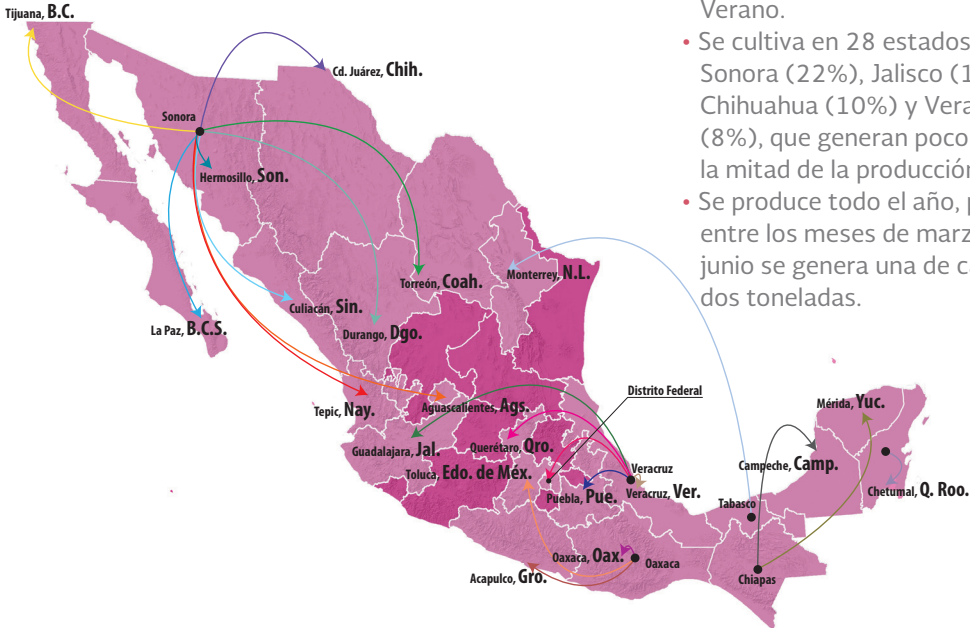 Verano.
• Se cultiva en 28 estados
Sonora (22%), Jalisco (1
Chihuahua (10%) y Vera
(8%), que generan poco
la mitad de la producción
• Se produce todo el año, p
entre los meses de marz
junio se genera una de ca
dos toneladas.
Tijuana, B.C.
Cd. Juárez, Chih.
Sonora
Hermosillo, Son.
Monterrey, N.L.
Torreón, Coah.
Culiacán, Sin.
La Paz, B.C.S.
Durango, Dgo.
Distrito Federal
Tepic, Nay.
Aguascalientes, Ags.
Mérida, Yuc.
Guadalajara, Jal.
Querétaro, Qro.
Toluca, Edo. de Méx.
Veracruz
Campeche, Camp.
Puebla, Pue.
Veracruz, Ver.
Chetumal, Q. Roo.
Tabasco
Oaxaca, Oax.
Oaxaca
Acapulco, Gro.
Chiapas